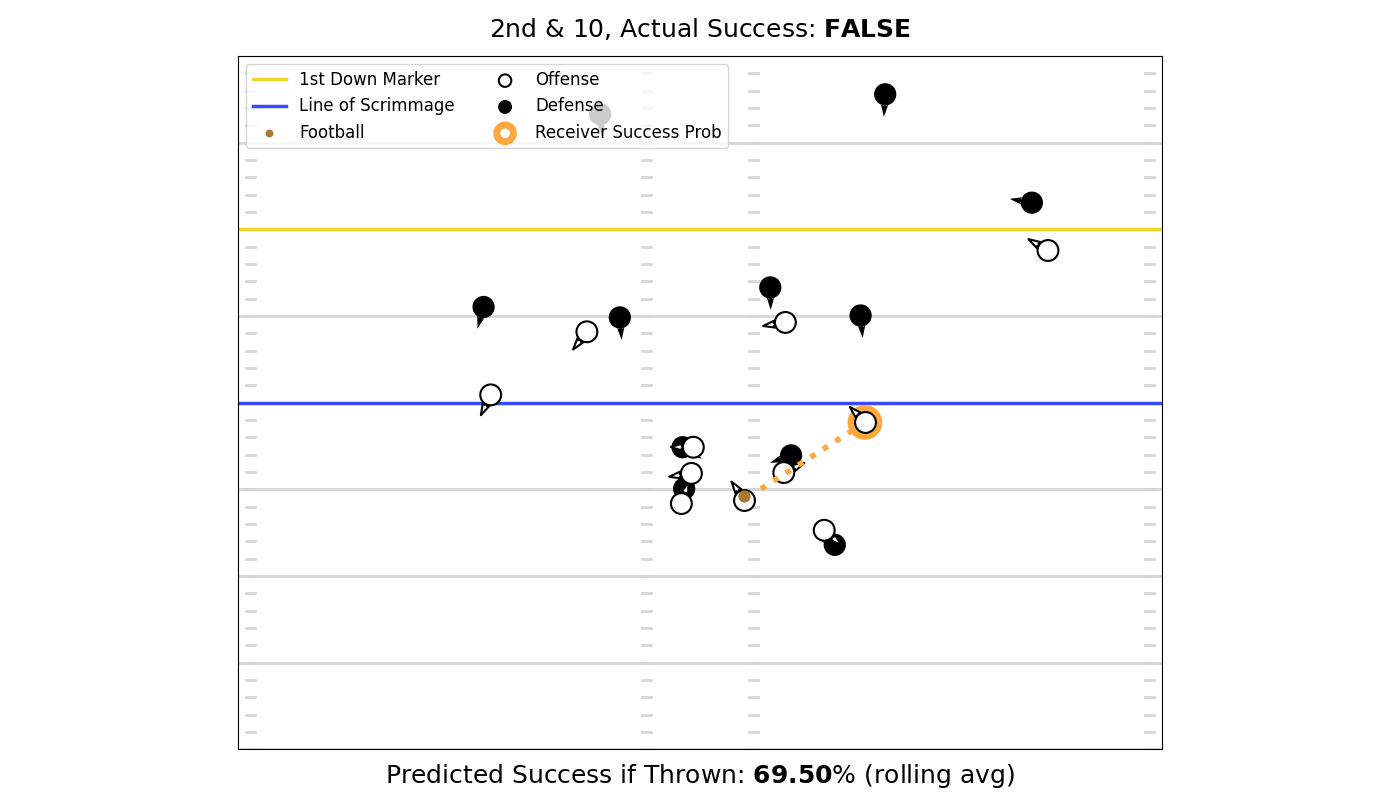 2nd & 10, Actual Success: FALSE
1st Down Marker
Line of Scrimmage
Football
Offense
Defense
Receiver Success Prob
Predicted Success if Thrown: 69.50% (rolling avg)